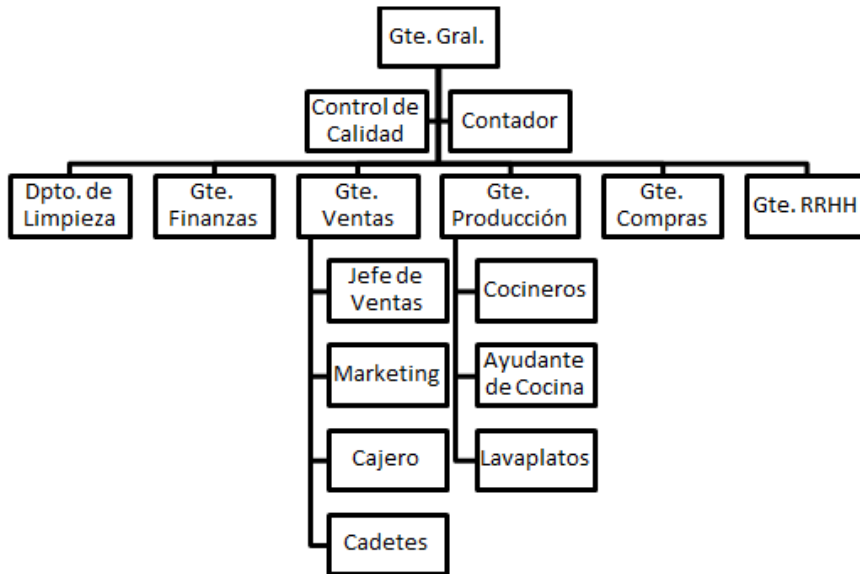 Gte. Gral.
Control de
Calidad
Contador
Dpto. de
Limpieza
Gte.
Finanzas
Gte.
Ventas
Gte.
Producción
Gte.
Compras
Gte. RRHH
Jefe de
Ventas
Marketing
Cajero
Cadetes
Cocineros
Ayudante
de Cocina
Lavaplatos